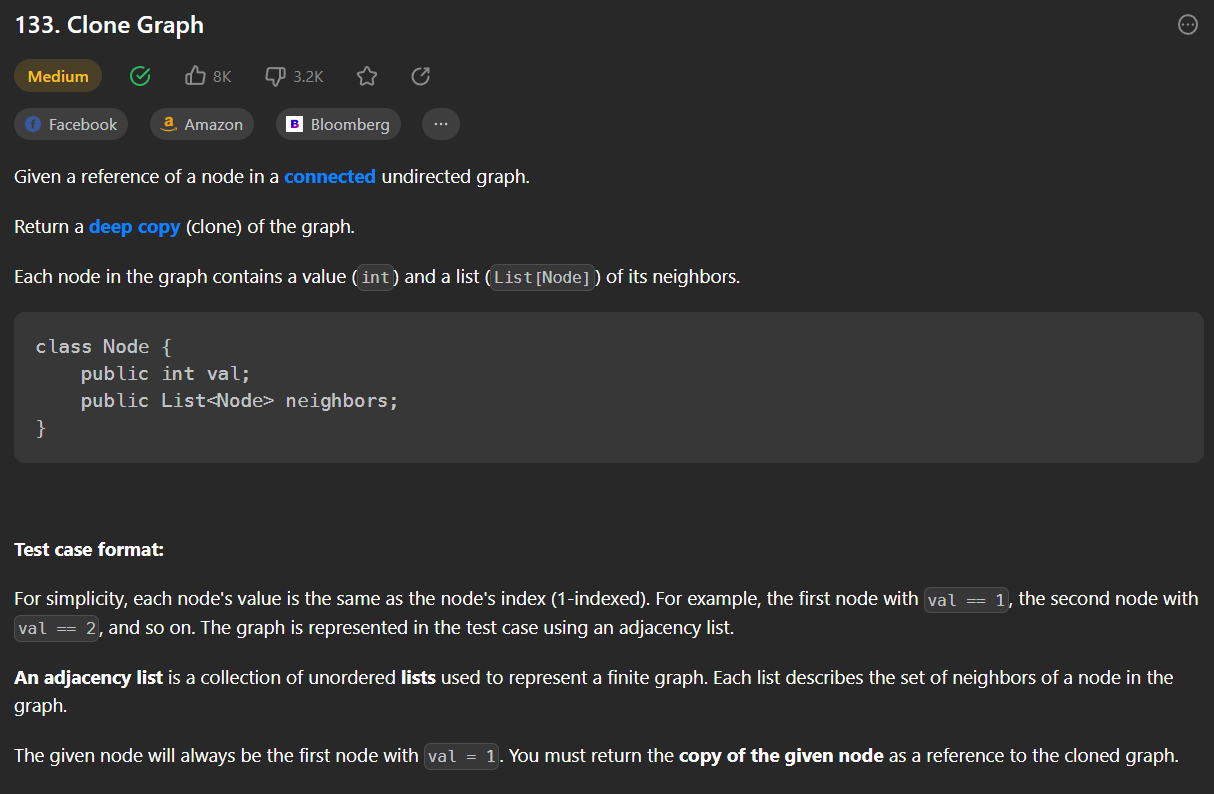 133. Clone Graph
Medium 8K 3.2K
Facebook Amazon Bloomberg ...
Given a reference of a node in a connected undirected graph.
Return a deep copy (clone) of the graph.
Each node in the graph contains a value (int) and a list (List[Node]) of its neighbors.
class Node {
    public int val;
    public List<Node> neighbors;
}
Test case format:
For simplicity, each node's value is the same as the node's index (1-indexed). For example, the first node with val == 1, the second node with
val == 2, and so on. The graph is represented in the test case using an adjacency list.
An adjacency list is a collection of unordered lists used to represent a finite graph. Each list describes the set of neighbors of a node in the
graph.
The given node will always be the first node with val = 1. You must return the copy of the given node as a reference to the cloned graph.